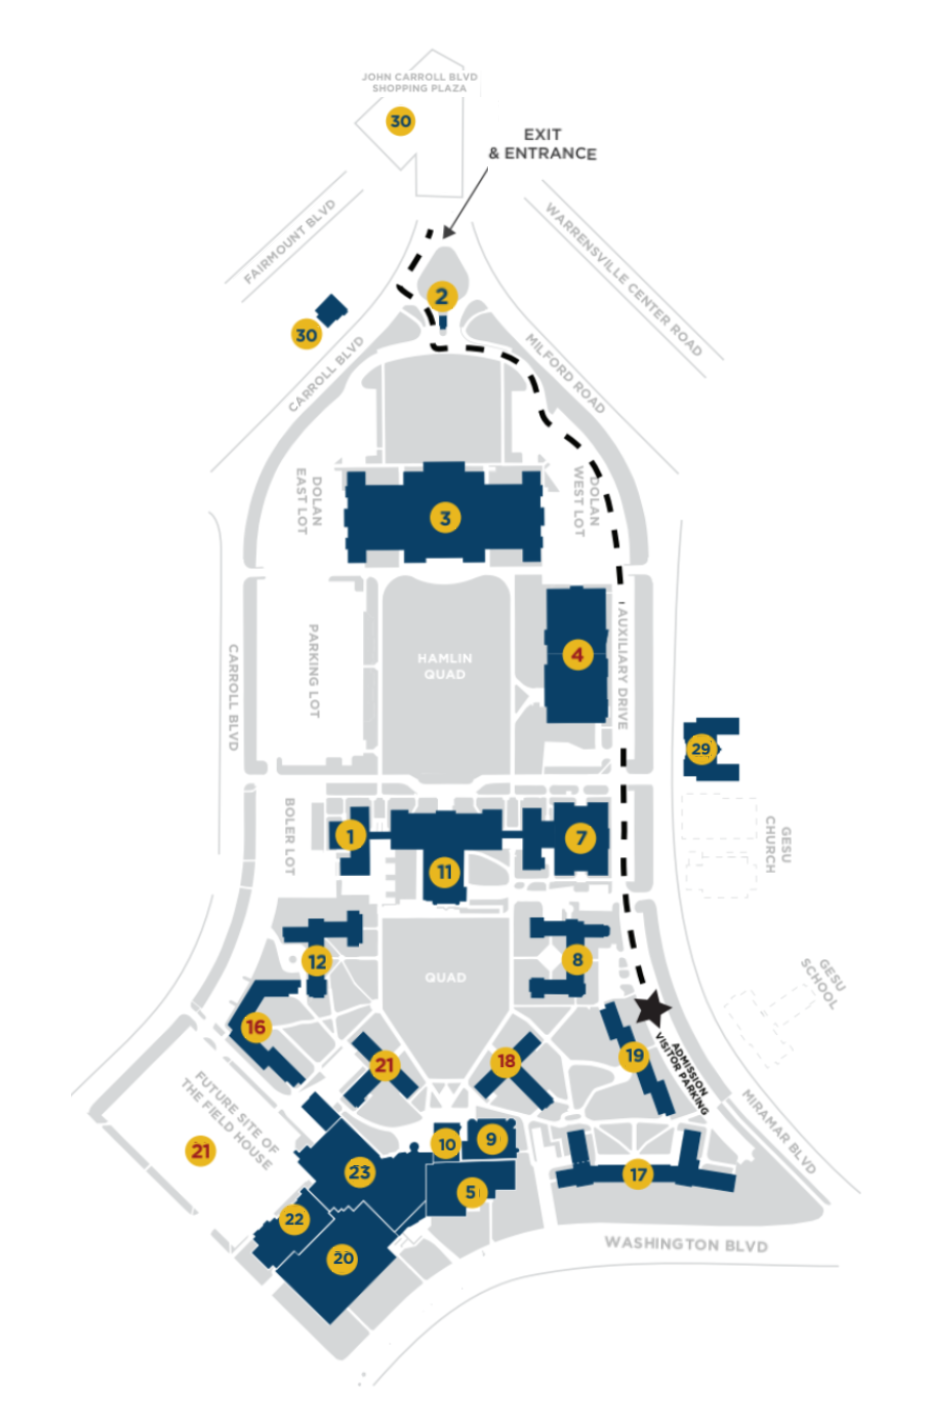 JOHN CARROLL BLVD
SHOPPING PLAZA
30
EXIT
& ENTRANCE
FAIRMOUNT BLVD
WARRENSVILLE CENTER ROAD
2
30
CARROLL BLVD
MILFORD ROAD
DOLAN
EAST LOT
DOLAN
WEST LOT
3
PARKING LOT
HAMLIN
QUAD
4
AUXILIARY DRIVE
CARROLL BLVD
29
BOLER LOT
1
11
7
GESU
CHURCH
12
QUAD
8
GESU
SCHOOL
16
21
18
19
ADMISSION
VISITOR PARKING
MIRAMAR BLVD
FUTURE SITE OF
THE FIELD HOUSE
21
10
9
23
5
17
22
20
WASHINGTON BLVD